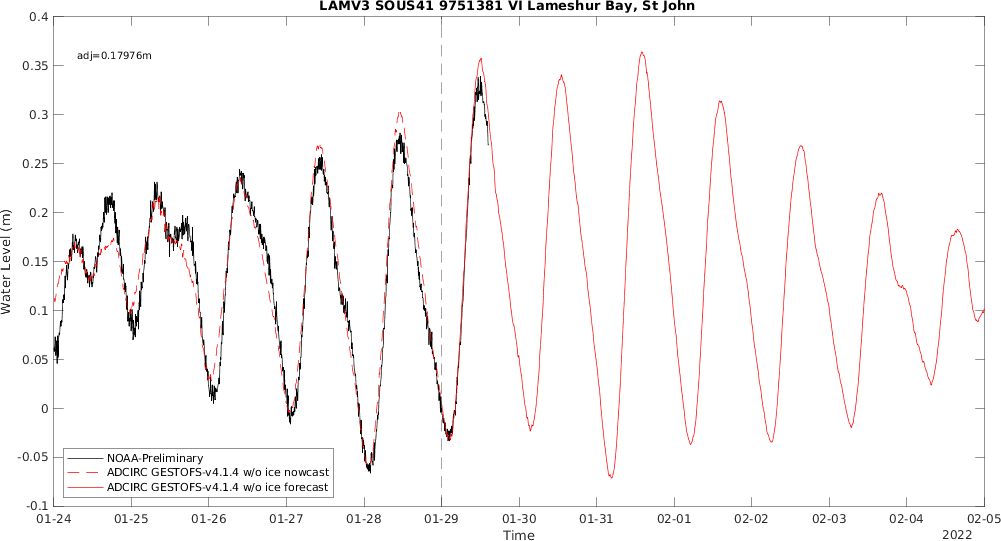 LAMV3 SOUS41 9751381 VI Lameshur Bay, St John
adj=0.17976m
0.4
0.35
0.3
0.25
0.2
0.15
0.1
0.05
0
-0.05
-0.1
Water Level (m)
NOAA-Preliminary
ADCIRC GESTOFS-v4.1.4 w/o ice nowcast
ADCIRC GESTOFS-v4.1.4 w/o ice forecast
01-24 01-25 01-26 01-27 01-28 01-29 01-30 01-31 02-01 02-02 02-03 02-04 02-05
Time
2022